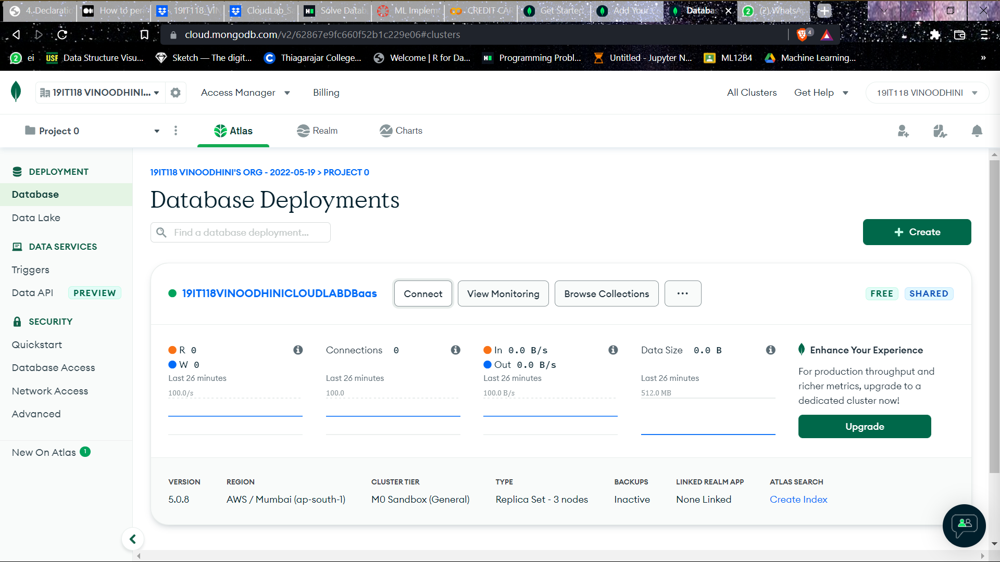 4.Declaratio
How to peri
19IT118_VIN
CloudLab_Sa
Solve Datab
ML Implem
CREDIT CAR
Get Started
Add Your C
Databas
(2) WhatsAp
cloud.mongodb.com/v2/62867e9fc660f52b1c229e06#clusters
4
2 ei
USF Data Structure Visu...
Sketch — The digit...
Thiagarajar College...
Welcome | R for Da...
Programming Probl...
Untitled - Jupyter N...
ML12B4
Machine Learning...
»
19IT118 VINOODHINI...
Access Manager
Billing
All Clusters
Get Help
19IT118 VINOODHINI
Project 0
Atlas
Realm
Charts
DEPLOYMENT
Database
Data Lake
DATA SERVICES
Triggers
Data API PREVIEW
SECURITY
Quickstart
Database Access
Network Access
Advanced
New On Atlas 1
19IT118 VINOODHINI'S ORG - 2022-05-19 > PROJECT 0
Database Deployments
Find a database deployment...
+ Create
19IT118VINOODHINICLOUDLABDBaas
Connect
View Monitoring
Browse Collections
...
FREE
SHARED
R 0
W 0
Last 26 minutes
100.0/s
Connections 0
Last 26 minutes
100.0
In 0.0 B/s
Out 0.0 B/s
Last 26 minutes
100.0 B/s
Data Size 0.0 B
Last 26 minutes
512.0 MB
Enhance Your Experience
For production throughput and
richer metrics, upgrade to a
dedicated cluster now!
Upgrade
VERSION
5.0.8
REGION
AWS / Mumbai (ap-south-1)
CLUSTER TIER
M0 Sandbox (General)
TYPE
Replica Set - 3 nodes
BACKUPS
Inactive
LINKED REALM APP
None Linked
ATLAS SEARCH
Create Index